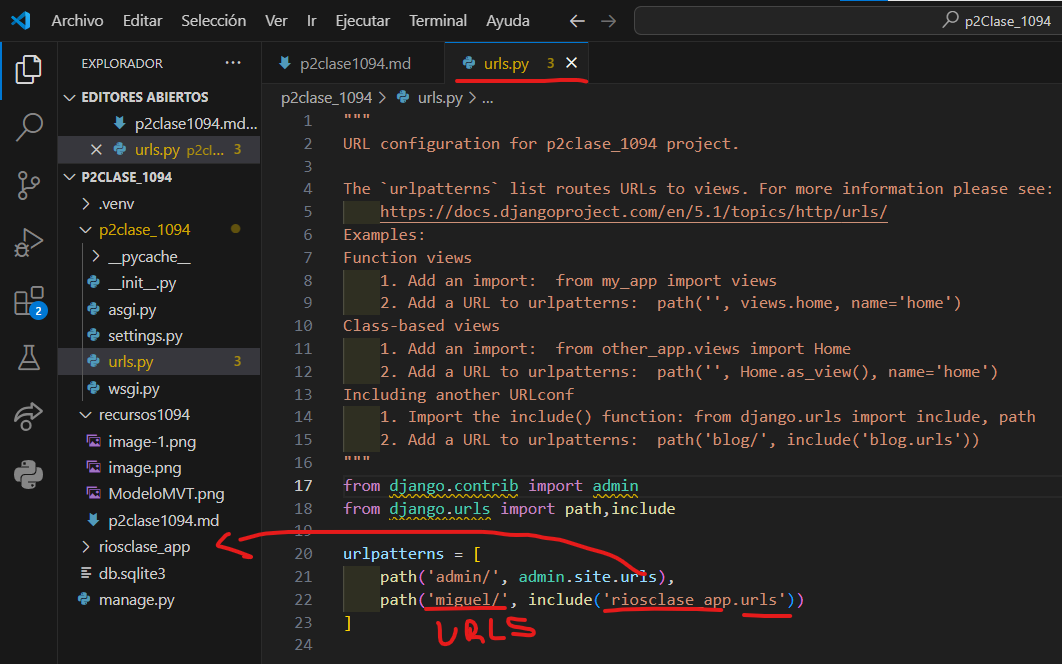 Archivo Editar Selección Ver Ir Ejecutar Terminal Ayuda
p2Clase_1094
EXPLORADOR
EDITORES ABIERTOS
p2clase1094.md...
urls.py p2cl... 3
P2CLASE_1094
.venv
p2clase_1094
__pycache__
__init__.py
asgi.py
settings.py
urls.py 3
wsgi.py
recursos1094
image-1.png
image.png
ModeloMVT.png
p2clase1094.md
riosclase_app
db.sqlite3
manage.py
2
p2clase1094.md
urls.py 3
p2clase_1094 > urls.py > ...
1 """
2 URL configuration for p2clase_1094 project.
3
4 The `urlpatterns` list routes URLs to views. For more information please see:
5 https://docs.djangoproject.com/en/5.1/topics/http/urls/
6 Examples:
7 Function views
8 1. Add an import:  from my_app import views
9 2. Add a URL to urlpatterns:  path('', views.home, name='home')
10 Class-based views
11 1. Add an import:  from other_app.views import Home
12 2. Add a URL to urlpatterns:  path('', Home.as_view(), name='home')
13 Including another URLconf
14 1. Import the include() function: from django.urls import include, path
15 2. Add a URL to urlpatterns:  path('blog/', include('blog.urls'))
16 """
17 from django.contrib import admin
18 from django.urls import path,include
19
20 urlpatterns = [
21 path('admin/', admin.site.urls),
22 path('miguel/', include('riosclase_app.urls'))
23 ]
24
URLS